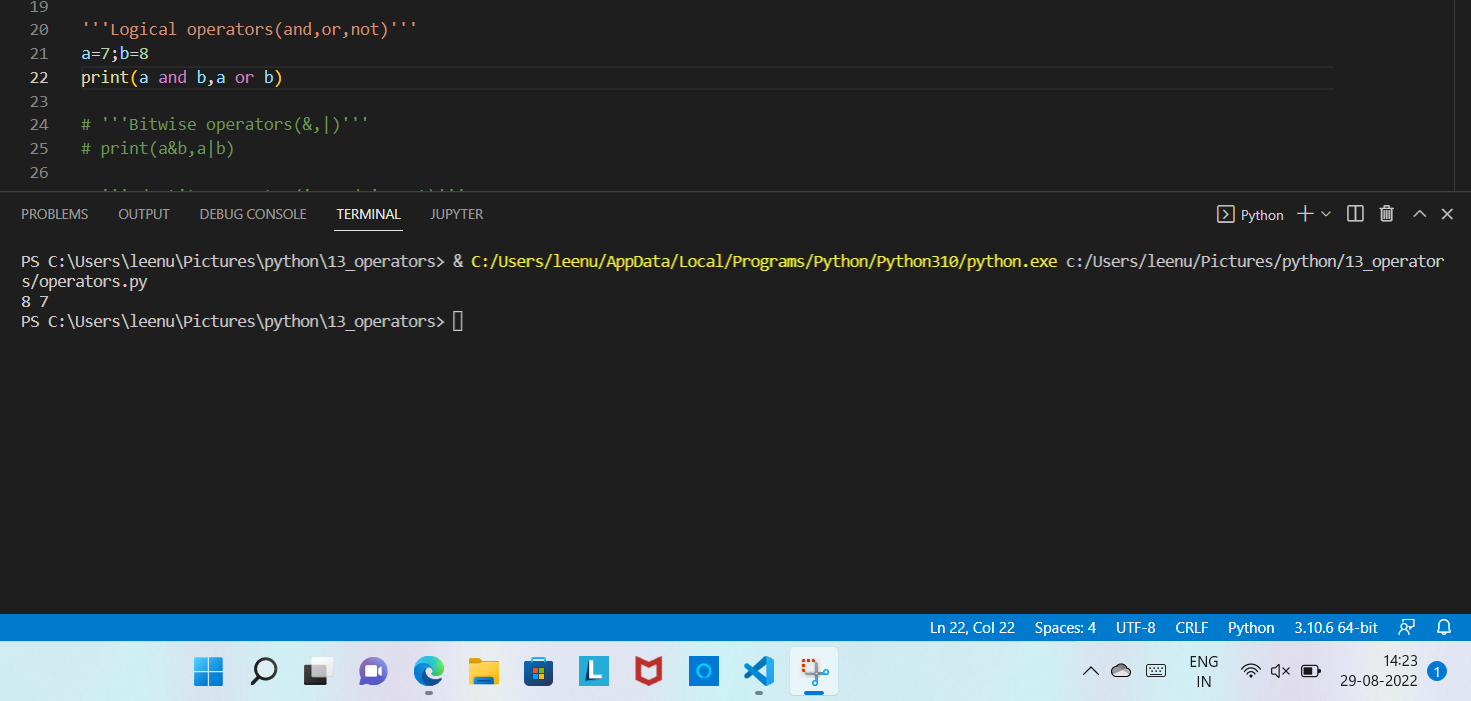 19
20 '''Logical operators(and,or,not)'''
21 a=7;b=8
22 print(a and b,a or b)
23
24 # '''Bitwise operators(&,|)'''
25 # print(a&b,a|b)
26
PROBLEMS OUTPUT DEBUG CONSOLE TERMINAL JUPYTER Python
PS C:\Users\leenu\Pictures\python\13_operators> & C:/Users/leenu/AppData/Local/Programs/Python/Python310/python.exe c:/Users/leenu/Pictures/python/13_operator
s/operators.py
8 7
PS C:\Users\leenu\Pictures\python\13_operators>
Ln 22, Col 22 Spaces: 4 UTF-8 CRLF Python 3.10.6 64-bit
L
ENG 14:23
IN 29-08-2022 1